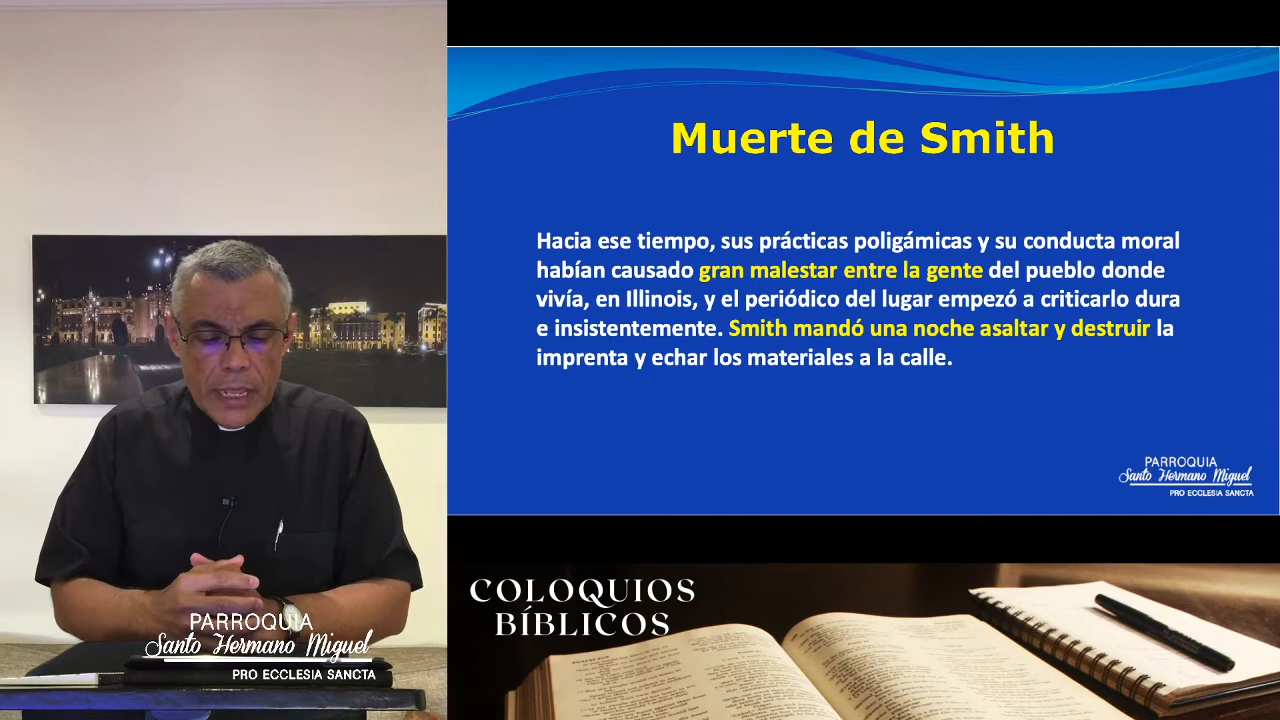 Muerte de Smith
Hacia ese tiempo, sus prácticas poligámicas y su conducta moral
habían causado gran malestar entre la gente del pueblo donde
vivía, en Illinois, y el periódico del lugar empezó a criticarlo dura
e insistentemente. Smith mandó una noche asaltar y destruir la
imprenta y echar los materiales a la calle.
PARROQUIA
Santo Hermano Miguel
PRO ECCLESIA SANCTA
COLOQUIOS
BÍBLICOS
PARROQUIA
Santo Hermano Miguel
PRO ECCLESIA SANCTA